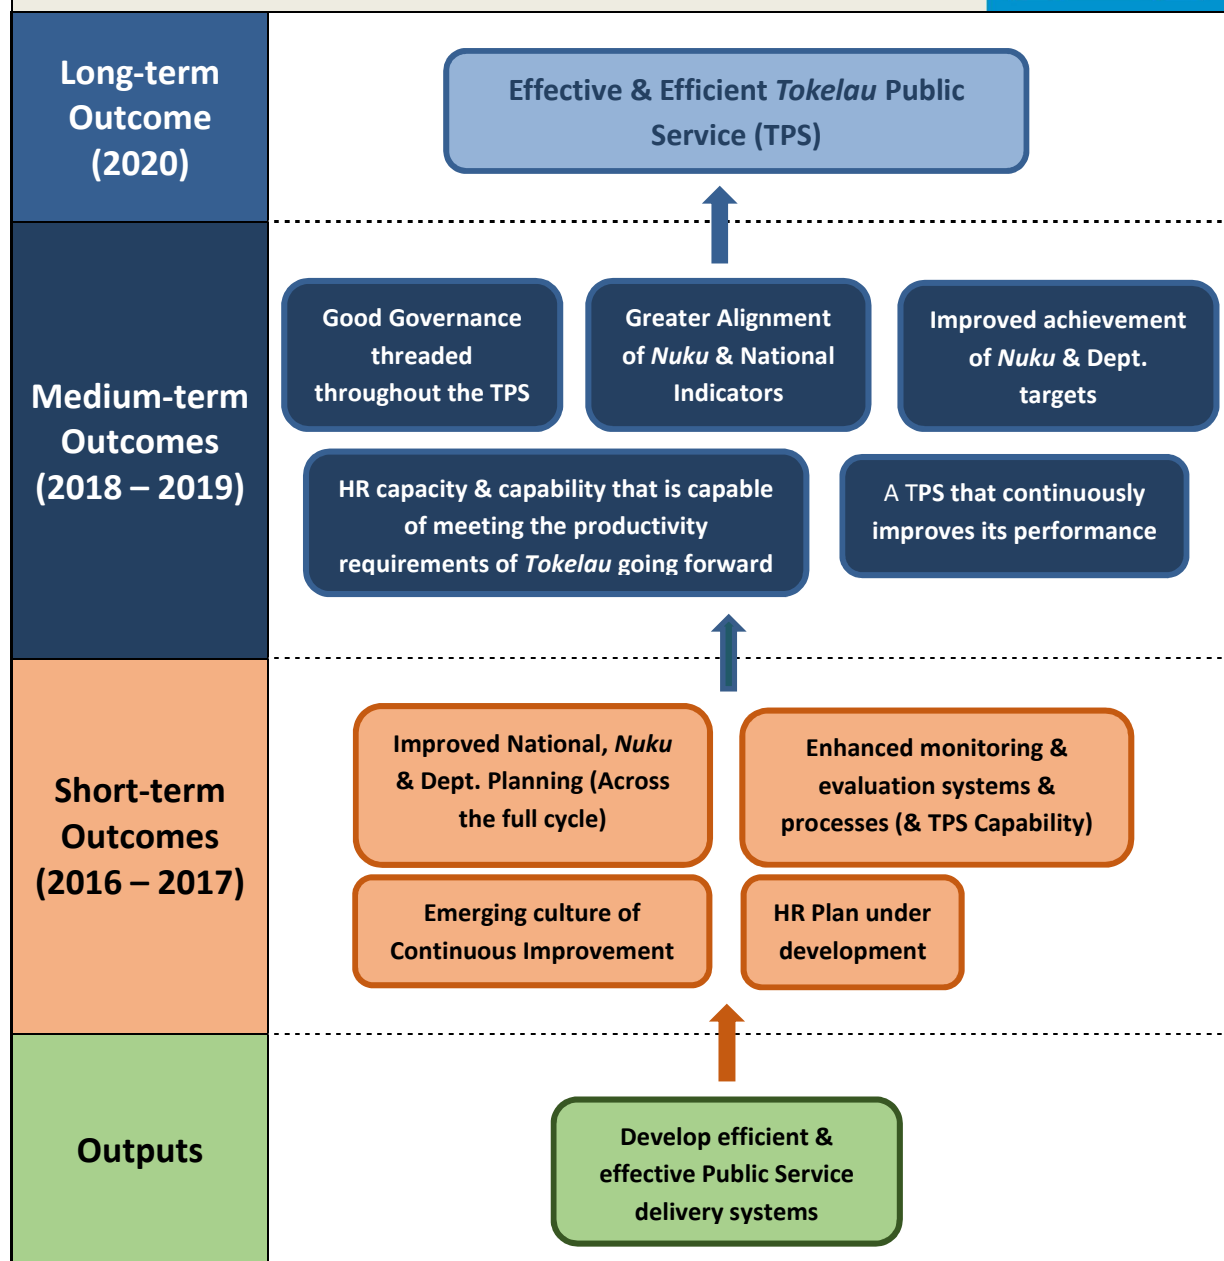 Long-term
Outcome
(2020)
Effective & Efficient Tokelau Public
Service (TPS)
Medium-term
Outcomes
(2018 – 2019)
Good Governance
threaded
throughout the TPS
Greater Alignment
of Nuku & National
Indicators
Improved achievement
of Nuku & Dept.
targets
HR capacity & capability that is capable
of meeting the productivity
requirements of Tokelau going forward
A TPS that continuously
improves its performance
Short-term
Outcomes
(2016 – 2017)
Improved National, Nuku
& Dept. Planning (Across
the full cycle)
Enhanced monitoring &
evaluation systems &
processes (& TPS Capability)
Emerging culture of
Continuous Improvement
HR Plan under
development
Outputs
Develop efficient &
effective Public Service
delivery systems